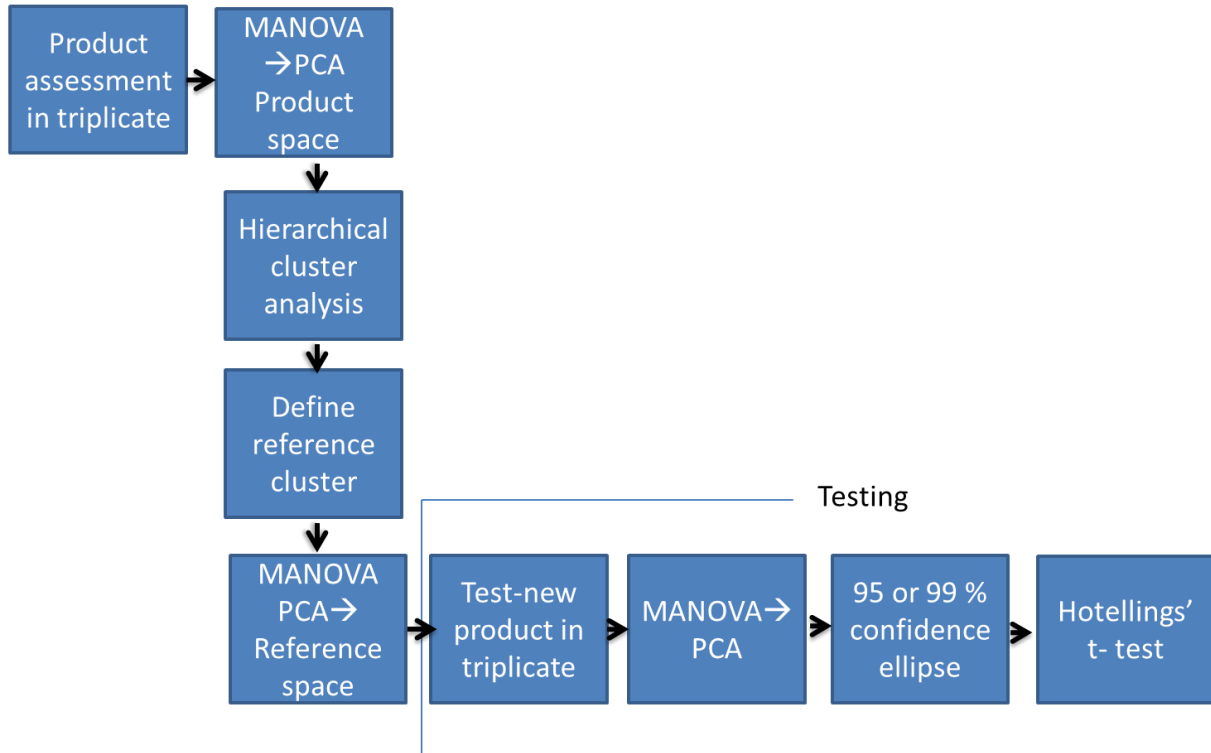 Product
assessment
in triplicate
MANOVA
→PCA
Product
space
Hierarchical
cluster
analysis
Define
reference
cluster
Testing
MANOVA
PCA→
Reference
space
Test-new
product in
triplicate
MANOVA→
PCA
95 or 99 %
confidence
ellipse
Hotellings’
t- test